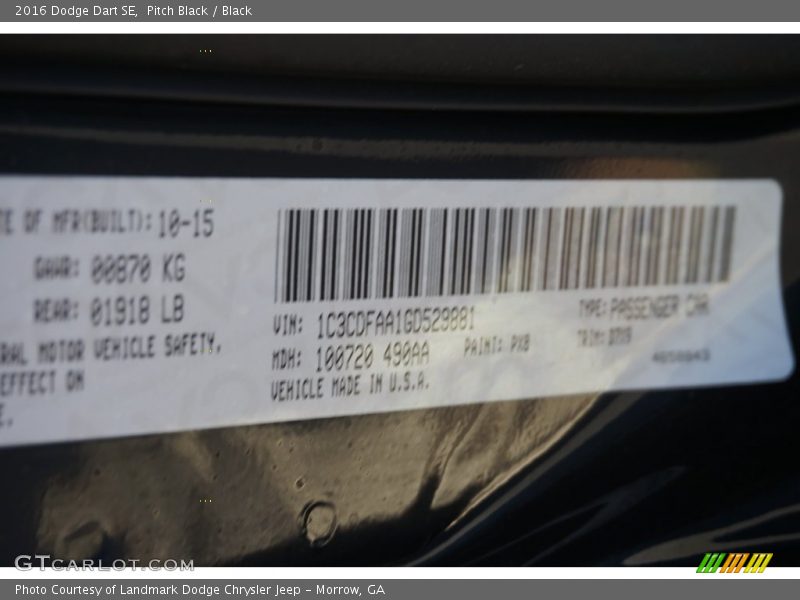 2016 Dodge Dart SE, Pitch Black / Black
TE OF MFR(BUILT): 10-15
GAWR: 00870 KG
REAR: 01918 LB
RAL MOTOR VEHICLE SAFETY,
EFFECT ON
E.
VIN: 1C3CDFAA1GD529881
TYPE: PASSENGER CAR
MDH: 100720 490AA
PAINT: PX8
TRIM:
VEHICLE MADE IN U.S.A.
GTCARLOT.COM
Photo Courtesy of Landmark Dodge Chrysler Jeep – Morrow, GA